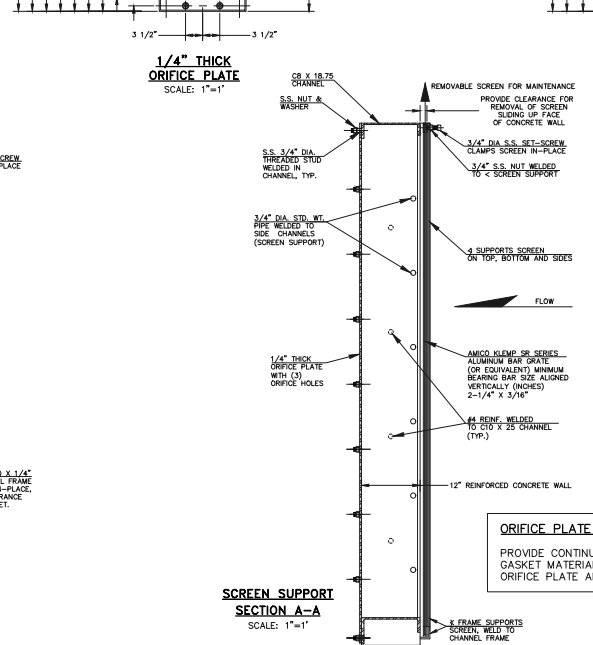 3 1/2"
3 1/2"
1/4" THICK
ORIFICE PLATE
SCALE: 1"=1'
C8 X 18.75
CHANNEL
S.S. NUT &
WASHER
REMOVABLE SCREEN FOR MAINTENANCE
PROVIDE CLEARANCE FOR
REMOVAL OF SCREEN
SLIDING UP FACE
OF CONCRETE WALL
S.S. 3/4" DIA.
THREADED STUD
WELDED IN
CHANNEL, TYP.
3/4" DIA S.S. SET-SCREW
CLAMPS SCREEN IN-PLACE
3/4" S.S. NUT WELDED
TO < SCREEN SUPPORT
CREW
PLACE
3/4" DIA. STD. WT.
PIPE WELDED TO
SIDE CHANNELS
(SCREEN SUPPORT)
SUPPORTS SCREEN
ON TOP, BOTTOM AND SIDES
FLOW
1/4" THICK
ORIFICE PLATE
WITH (3)
ORIFICE HOLES
AMICO KLEMP SR SERIES
ALUMINUM BAR GRATE
(OR EQUIVALENT) MINIMUM
BEARING BAR SIZE ALIGNED
VERTICALLY (INCHES)
2-1/4" X 3/16"
#4 REINF. WELDED
TO C10 X 25 CHANNEL
(TYP.)
X 1/4"
FRAME
-PLACE,
RANCE
ET.
12" REINFORCED CONCRETE WALL
ORIFICE PLATE
PROVIDE CONTINU
GASKET MATERIA
ORIFICE PLATE A
SCREEN SUPPORT
SECTION A-A
SCALE: 1"=1'
FRAME SUPPORTS
SCREEN, WELD TO
CHANNEL FRAME